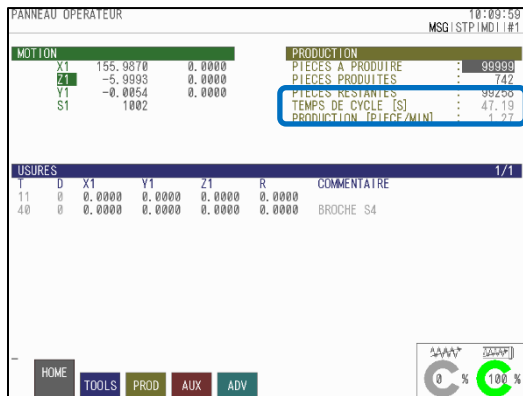 PANNEAU OPERATEUR 10:09:59
MSG|STP|MDI||#1
MOTION
X1 155.9870 0.0000
Z1 -5.9993 0.0000
Y1 -0.0054 0.0000
S1 1002
PRODUCTION
PIECES A PRODUIRE : 99999
PIECES PRODUITES : 742
PIECES RESTANTES : 99258
TEMPS DE CYCLE [S] : 47.19
PRODUCTION [PIECE/MIN] : 1.27
USURES 1/1
T D X1 Y1 Z1 R COMMENTAIRE
11 0 0.0000 0.0000 0.0000 0.0000
40 0 0.0000 0.0000 0.0000 0.0000 BROCHE S4
HOME TOOLS PROD AUX ADV
0 % 100 %